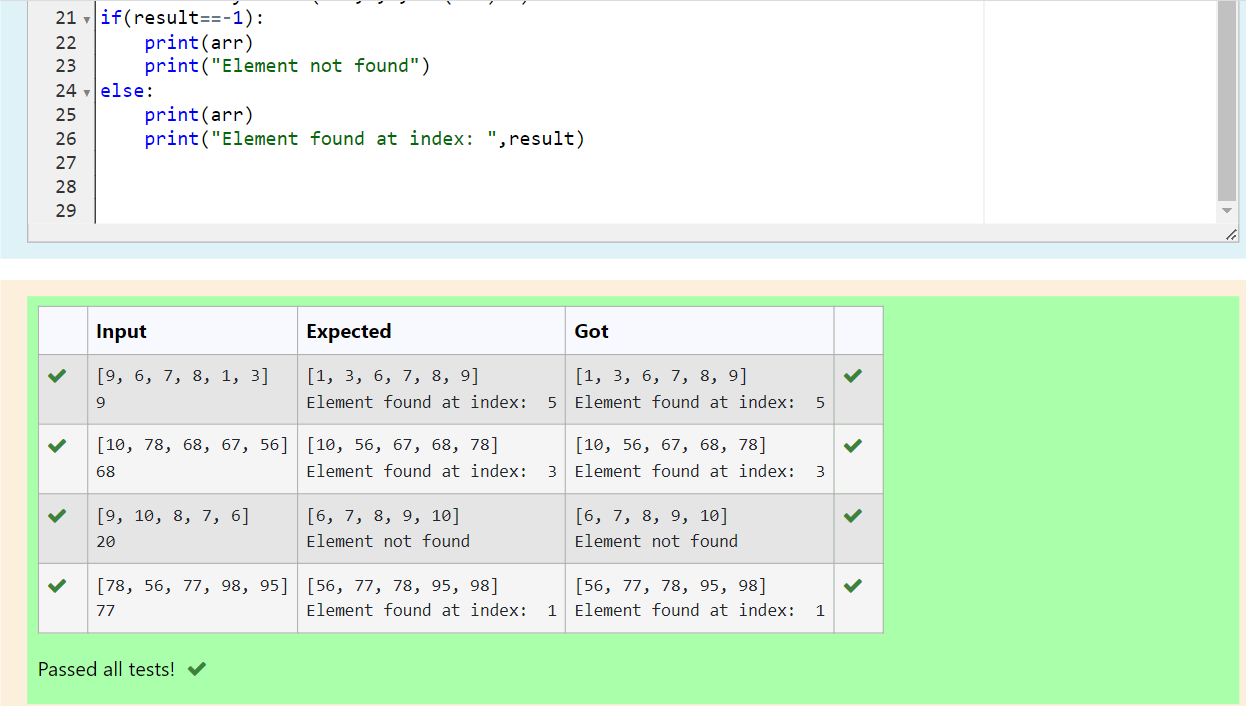 21 if(result==-1):
22     print(arr)
23     print("Element not found")
24 else:
25     print(arr)
26     print("Element found at index: ",result)
27
28
29
Input Expected Got
[9, 6, 7, 8, 1, 3] [1, 3, 6, 7, 8, 9] [1, 3, 6, 7, 8, 9]
9 Element found at index:  5 Element found at index:  5
[10, 78, 68, 67, 56] [10, 56, 67, 68, 78] [10, 56, 67, 68, 78]
68 Element found at index:  3 Element found at index:  3
[9, 10, 8, 7, 6] [6, 7, 8, 9, 10] [6, 7, 8, 9, 10]
20 Element not found Element not found
[78, 56, 77, 98, 95] [56, 77, 78, 95, 98] [56, 77, 78, 95, 98]
77 Element found at index:  1 Element found at index:  1
Passed all tests!